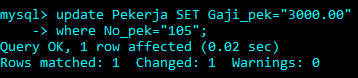 mysql> update Pekerja SET Gaji_pek="3000.00"
    -> where No_pek="105";
Query OK, 1 row affected (0.02 sec)
Rows matched: 1  Changed: 1  Warnings: 0